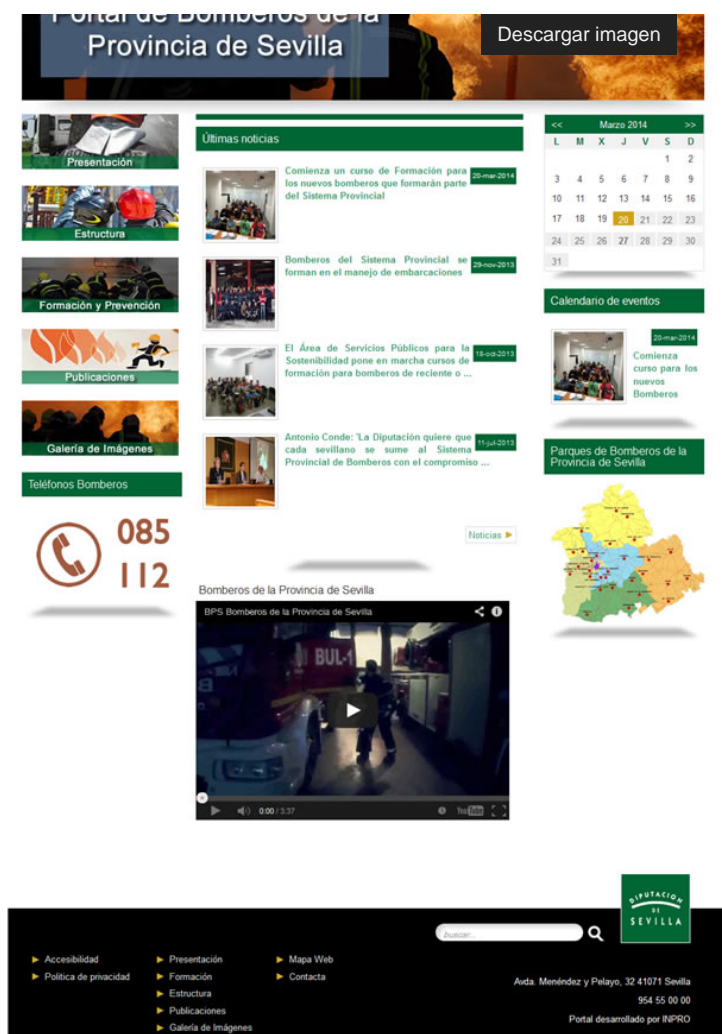 Portal de Bomberos de la
Provincia de Sevilla
Descargar imagen
Presentación
Estructura
Formación y Prevención
Publicaciones
Galería de Imágenes
Teléfonos Bomberos
085
112
Últimas noticias
Comienza un curso de Formación para
los nuevos bomberos que formarán parte
del Sistema Provincial
20-mar-2014
Bomberos del Sistema Provincial se
forman en el manejo de embarcaciones
29-nov-2013
El Área de Servicios Públicos para la
Sostenibilidad pone en marcha cursos de
formación para bomberos de reciente o ...
18-oct-2013
Antonio Conde: 'La Diputación quiere que
cada sevillano se sume al Sistema
Provincial de Bomberos con el compromiso ...
11-jul-2013
Noticias
Bomberos de la Provincia de Sevilla
BPS Bomberos de la Provincia de Sevilla
BUL-1
0:00 / 3:37
YouTube
<< Marzo 2014 >>
L M X J V S D
1 2
3 4 5 6 7 8 9
10 11 12 13 14 15 16
17 18 19 20 21 22 23
24 25 26 27 28 29 30
31
Calendario de eventos
20-mar-2014
Comienza
curso para los
nuevos
Bomberos
Parques de Bomberos de la
Provincia de Sevilla
DIPUTACION
DE
SEVILLA
buscar...
Accesibilidad
Política de privacidad
Presentación
Formación
Estructura
Publicaciones
Galería de Imágenes
Mapa Web
Contacta
Avda. Menéndez y Pelayo, 32 41071 Sevilla
954 55 00 00
Portal desarrollado por INPRO